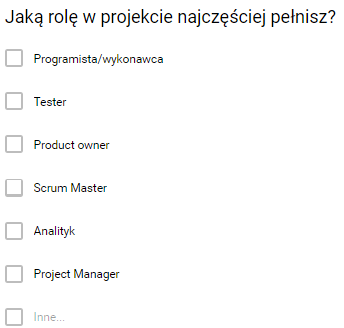 Jaką rolę w projekcie najczęściej pełnisz?
Programista/wykonawca
Tester
Product owner
Scrum Master
Analityk
Project Manager
Inne...